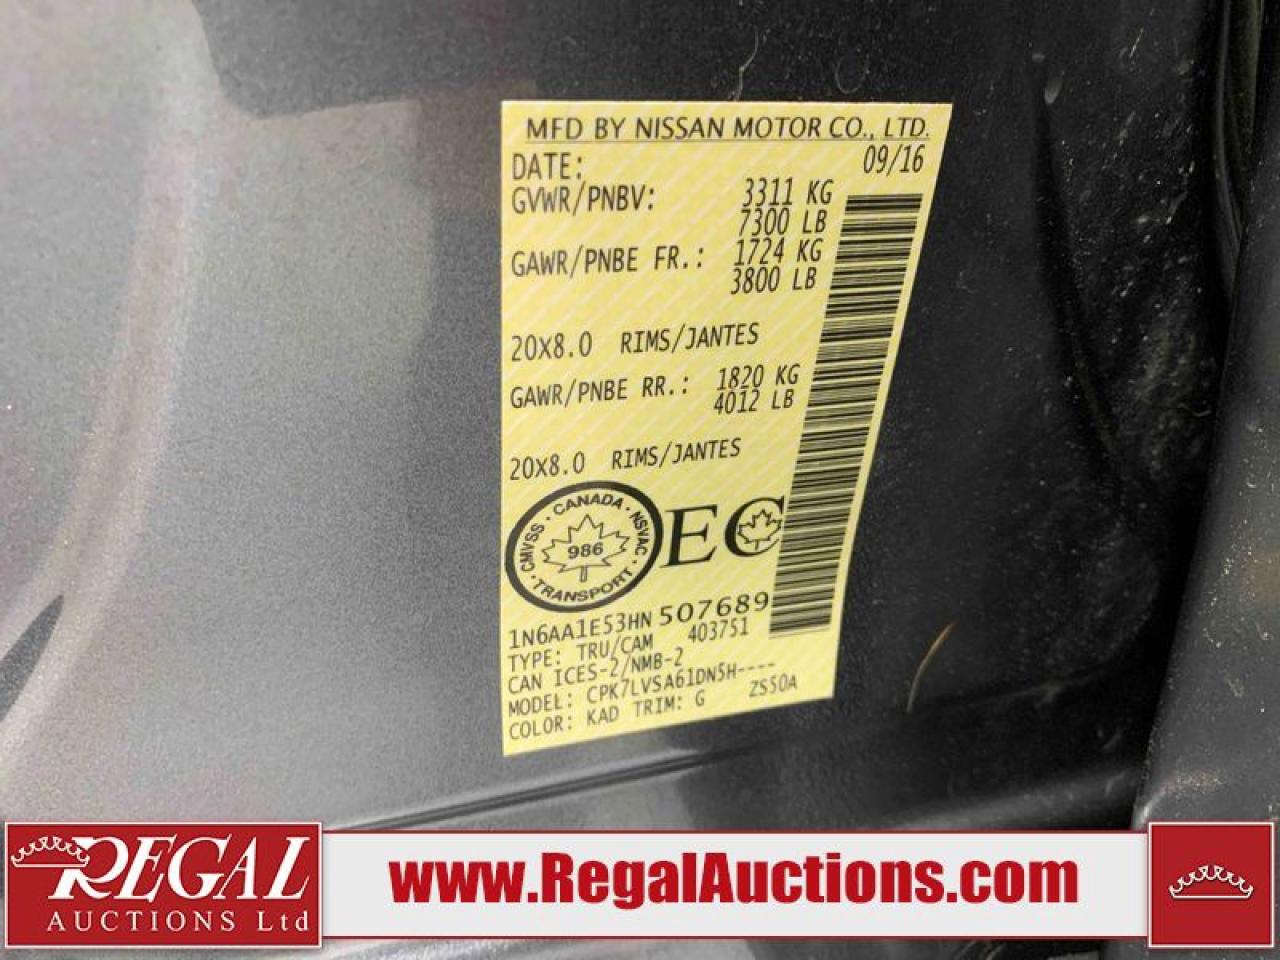 MFD BY NISSAN MOTOR CO., LTD.
DATE: 09/16
GVWR/PNBV: 3311 KG
7300 LB
GAWR/PNBE FR.: 1724 KG
3800 LB
20X8.0 RIMS/JANTES
GAWR/PNBE RR.: 1820 KG
4012 LB
20X8.0 RIMS/JANTES
CMVSS · CANADA · NSVAC · TRANSPORT ·
986
EC
1N6AA1E53HN 507689
TYPE: TRU/CAM 403751
CAN ICES-2/NMB-2
MODEL: CPK7LVSA61DN5H----
COLOR: KAD TRIM: G ZS50A
REGAL
AUCTIONS Ltd
www.RegalAuctions.com